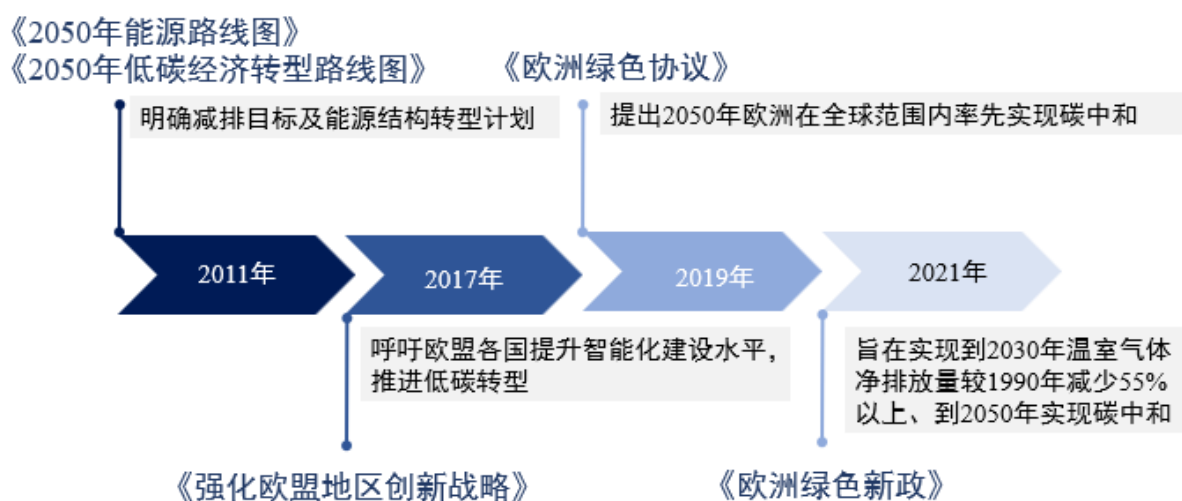 《2050年能源路线图》
《2050年低碳经济转型路线图》
《欧洲绿色协议》
明确减排目标及能源结构转型计划
提出2050年欧洲在全球范围内率先实现碳中和
2011年
2017年
2019年
2021年
呼吁欧盟各国提升智能化建设水平，
推进低碳转型
旨在实现到2030年温室气体
净排放量较1990年减少55%
以上、到2050年实现碳中和
《强化欧盟地区创新战略》
《欧洲绿色新政》